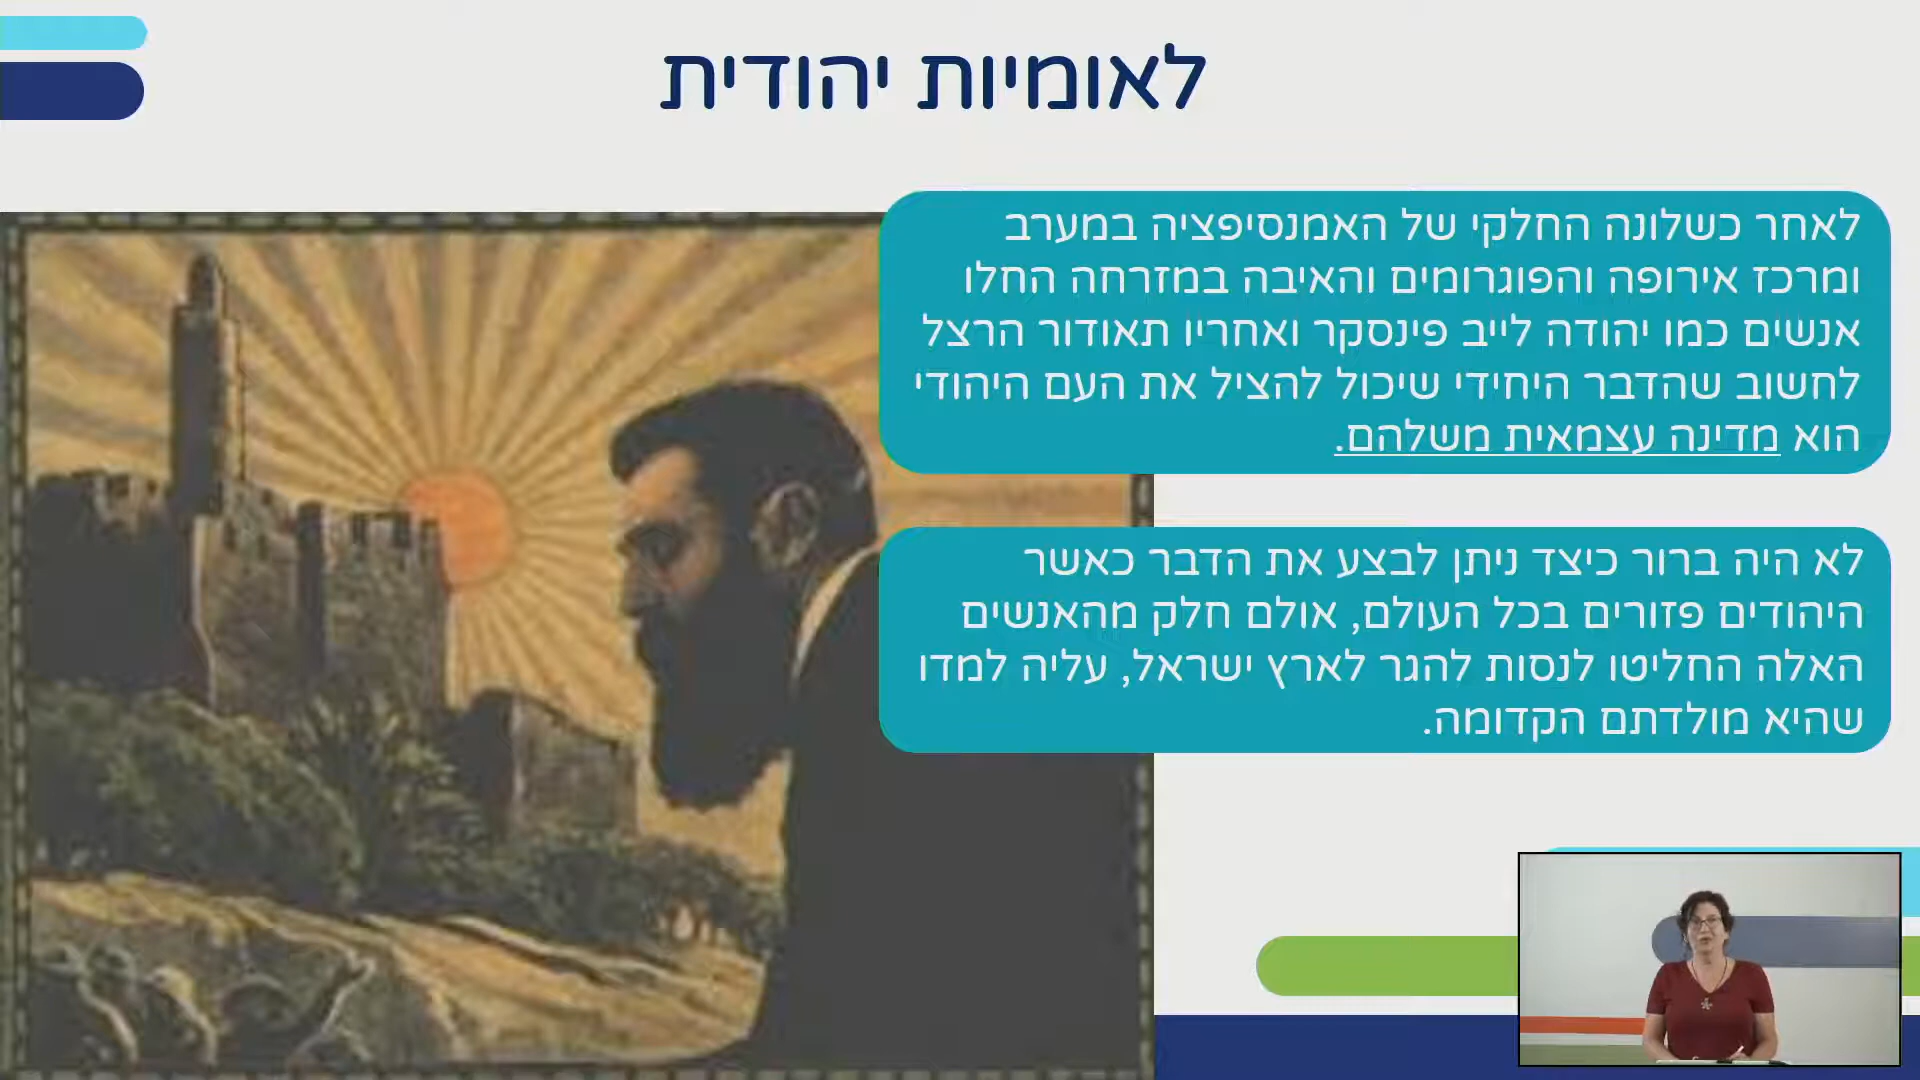 לאומיות יהודית
לאחר כשלונה החלקי של האמנסיפציה במערב
ומרכז אירופה והפוגרומים והאיבה במזרחה החלו
אנשים כמו יהודה לייב פינסקר ואחריו תאודור הרצל
לחשוב שהדבר היחידי שיכול להציל את העם היהודי
הוא מדינה עצמאית משלהם.
לא היה ברור כיצד ניתן לבצע את הדבר כאשר
היהודים פזורים בכל העולם, אולם חלק מהאנשים
האלה החליטו לנסות להגר לארץ ישראל, עליה למדו
שהיא מולדתם הקדומה.